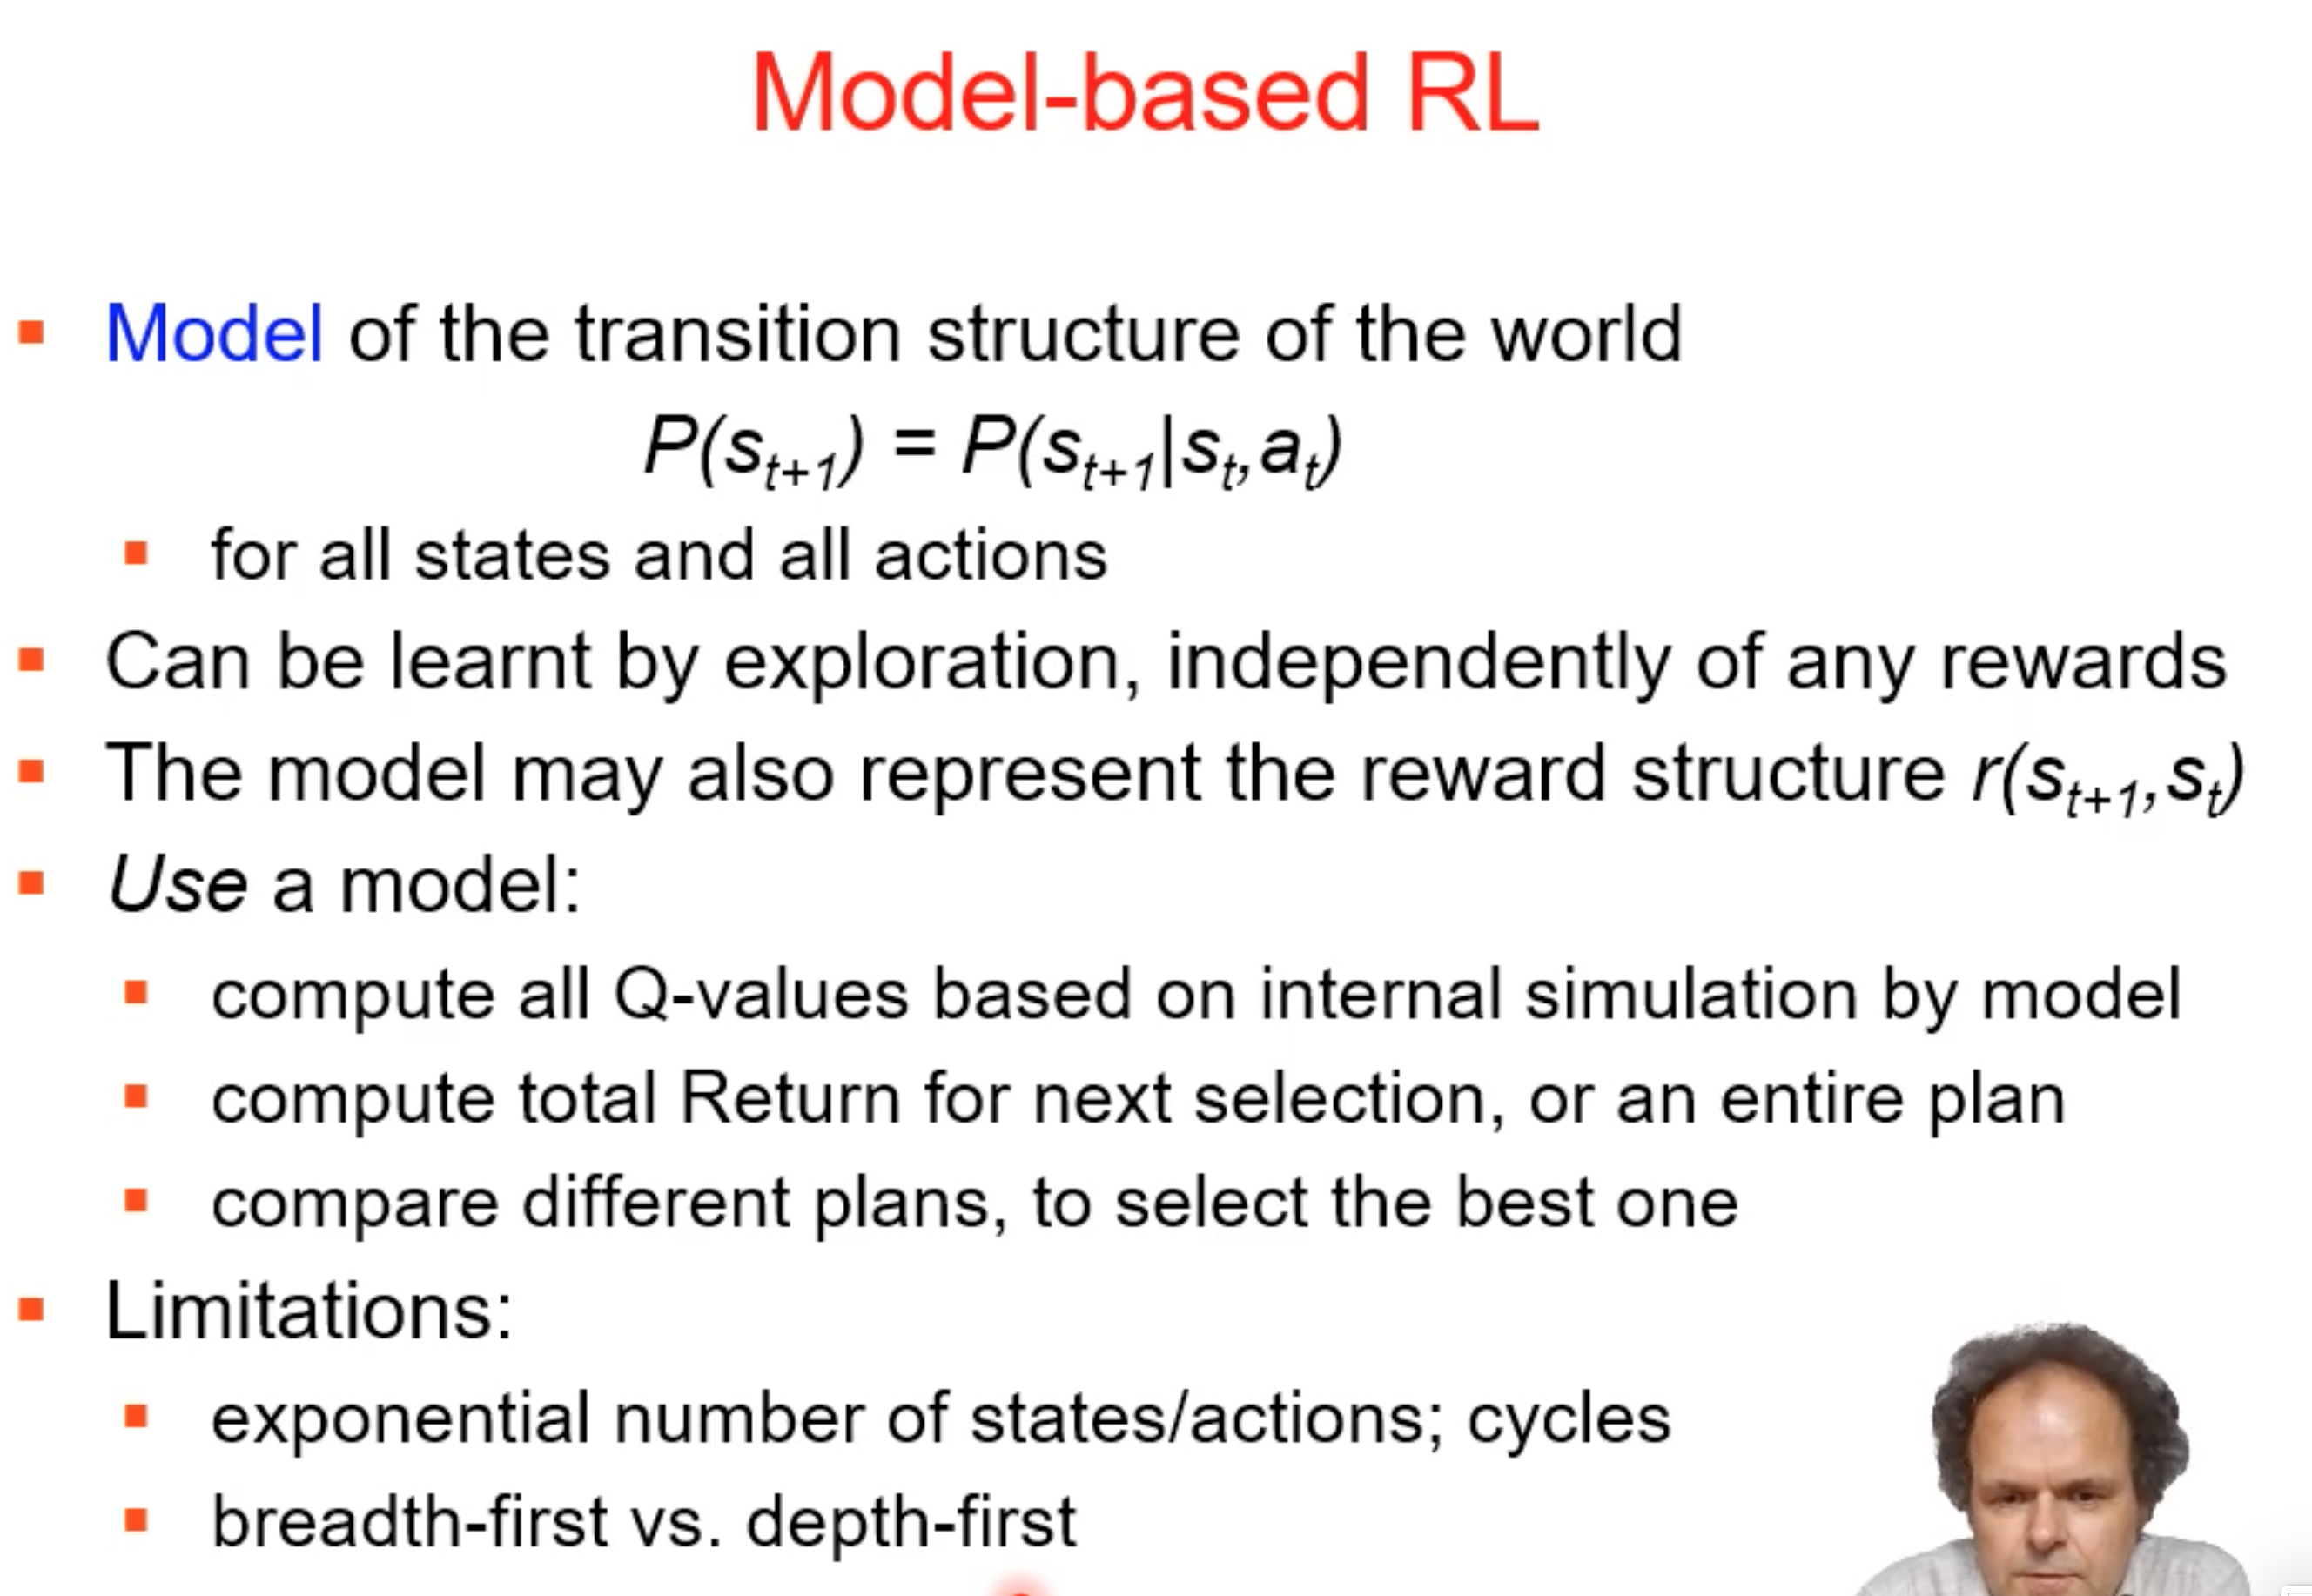 Model-based RL
Model of the transition structure of the world
P(s_{t+1}) = P(s_{t+1}|s_t,a_t)
for all states and all actions
Can be learnt by exploration, independently of any rewards
The model may also represent the reward structure r(s_{t+1},s_t)
Use a model:
compute all Q-values based on internal simulation by model
compute total Return for next selection, or an entire plan
compare different plans, to select the best one
Limitations:
exponential number of states/actions; cycles
breadth-first vs. depth-first